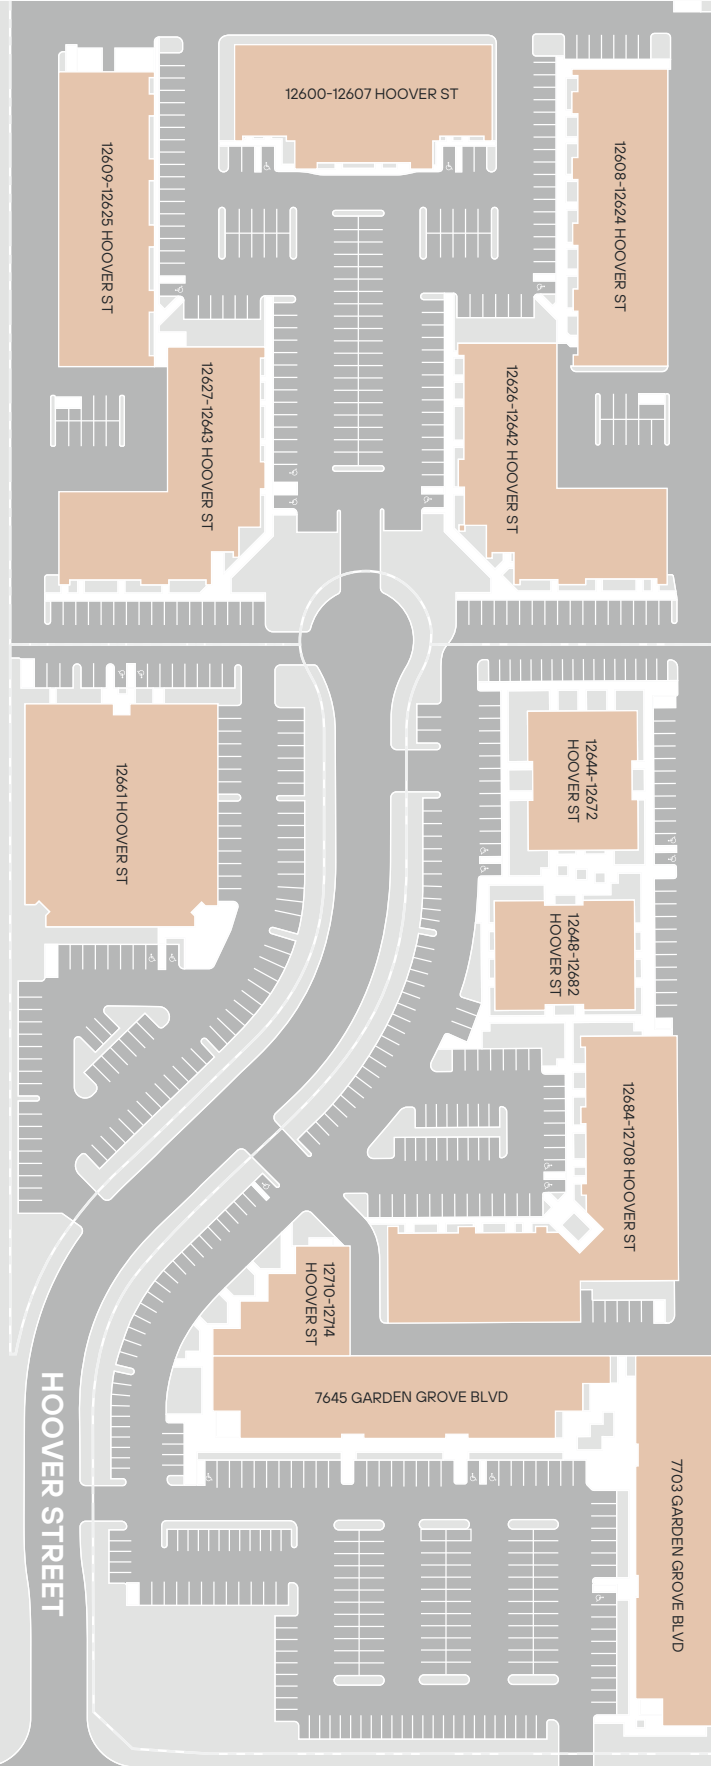 12600-12607 HOOVER ST
12609-12625 HOOVER ST
12608-12624 HOOVER ST
12627-12643 HOOVER ST
12626-12642 HOOVER ST
12661 HOOVER ST
12644-12672
HOOVER ST
12648-12682
HOOVER ST
12684-12708 HOOVER ST
12710-12714
HOOVER ST
7645 GARDEN GROVE BLVD
HOOVER STREET
7703 GARDEN GROVE BLVD